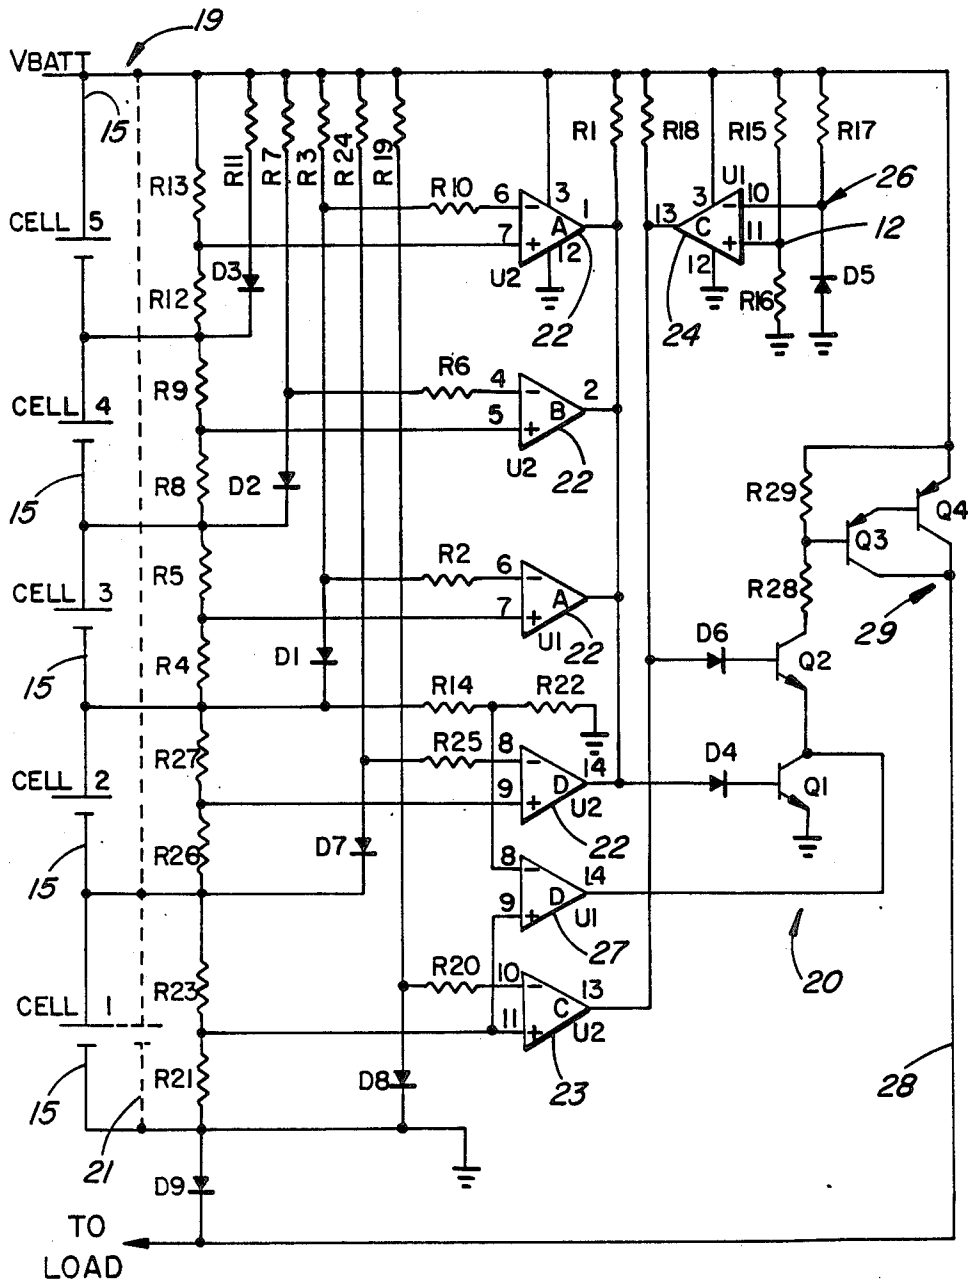 19
VBATT
15
R11
R7
R3
R24
R19
R1
R18
R15
R17
R13
R10
6
3
1
U1
10
26
CELL 5
7
A
12
13
3
C
11
12
U2
12
D3
R12
22
24
R16
D5
R9
R6
4
2
CELL 4
5
B
U2
22
15
R8
D2
R29
Q3
Q4
R5
R2
6
R28
CELL 3
7
A
U1
22
29
15
R4
D1
D6
Q2
R14
R22
R27
R25
8
14
D4
CELL 2
9
D
U2
Q1
15
R26
D7
22
8
14
9
D
U1
27
20
R23
R20
10
13
CELL 1
11
C
U2
15
R21
D8
23
28
21
D9
TO
LOAD